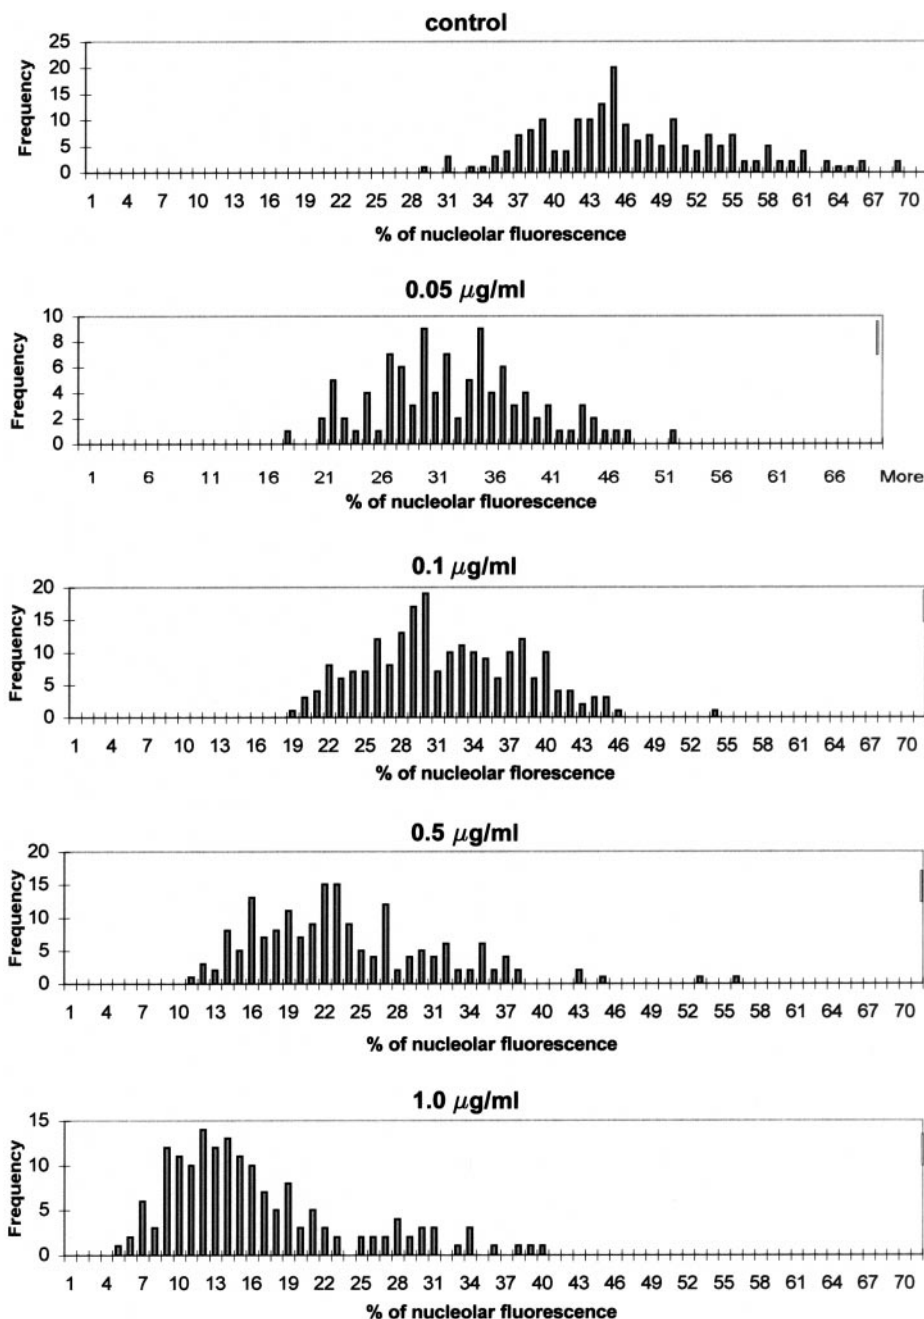 control
25
20
15
10
5
0
Frequency
1 4 7 10 13 16 19 22 25 28 31 34 37 40 43 46 49 52 55 58 61 64 67 70
% of nucleolar fluorescence
0.05 μg/ml
10
8
6
4
2
0
Frequency
1 6 11 16 21 26 31 36 41 46 51 56 61 66 More
% of nucleolar fluorescence
0.1 μg/ml
20
15
10
5
0
Frequency
1 4 7 10 13 16 19 22 25 28 31 34 37 40 43 46 49 52 55 58 61 64 67 70
% of nucleolar florescence
0.5 μg/ml
20
15
10
5
0
Frequency
1 4 7 10 13 16 19 22 25 28 31 34 37 40 43 46 49 52 55 58 61 64 67 70
% of nucleolar fluorescence
1.0 μg/ml
15
10
5
0
Frequency
1 4 7 10 13 16 19 22 25 28 31 34 37 40 43 46 49 52 55 58 61 64 67 70
% of nucleolar fluorescence